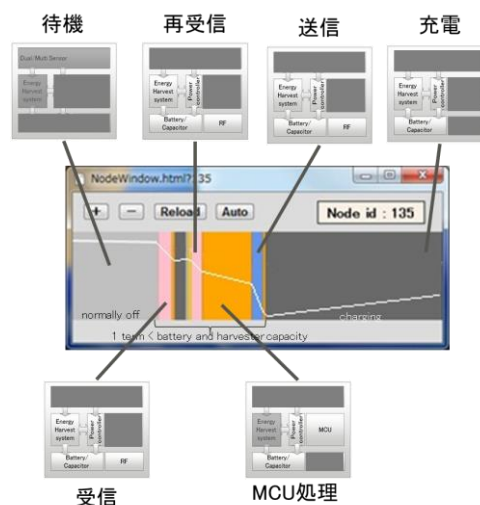 待機
再受信
送信
充電
Dual/Multi Sensor
Energy Harvest system
Energy Harvest system
Power controller
Battery/ Capacitor
RF
Energy Harvest system
Power controller
Battery/ Capacitor
RF
Energy Harvest system
Power controller
Battery/ Capacitor
NodeWindow.html?135
+
−
Reload
Auto
Node id : 135
normally off
charging
1 term < battery and harvester capacity
Energy Harvest system
Power controller
Battery/ Capacitor
RF
Energy Harvest system
Power controller
MCU
Battery/ Capacitor
受信
MCU処理